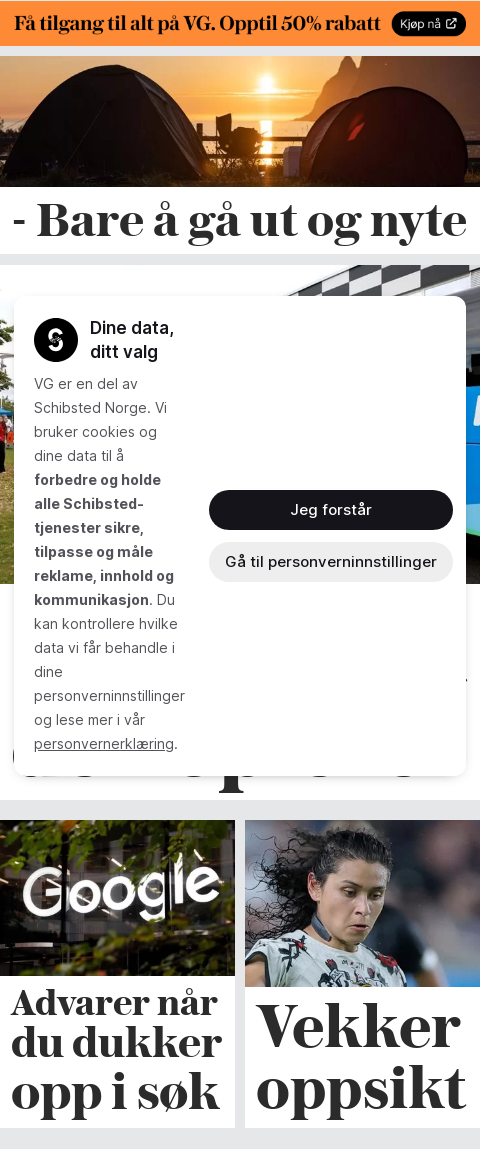 Få tilgang til alt på VG. Opptil 50% rabatt
Kjøp nå
- Bare å gå ut og nyte
Dine data,
ditt valg
VG er en del av
Schibsted Norge. Vi
bruker cookies og
dine data til å
forbedre og holde
alle Schibsted-
tjenester sikre,
tilpasse og måle
reklame, innhold og
kommunikasjon. Du
kan kontrollere hvilke
data vi får behandle i
dine
personverninnstillinger
og lese mer i vår
personvernerklæring.
Jeg forstår
Gå til personverninnstillinger
Google
Advarer når
du dukker
opp i søk
Vekker
oppsikt